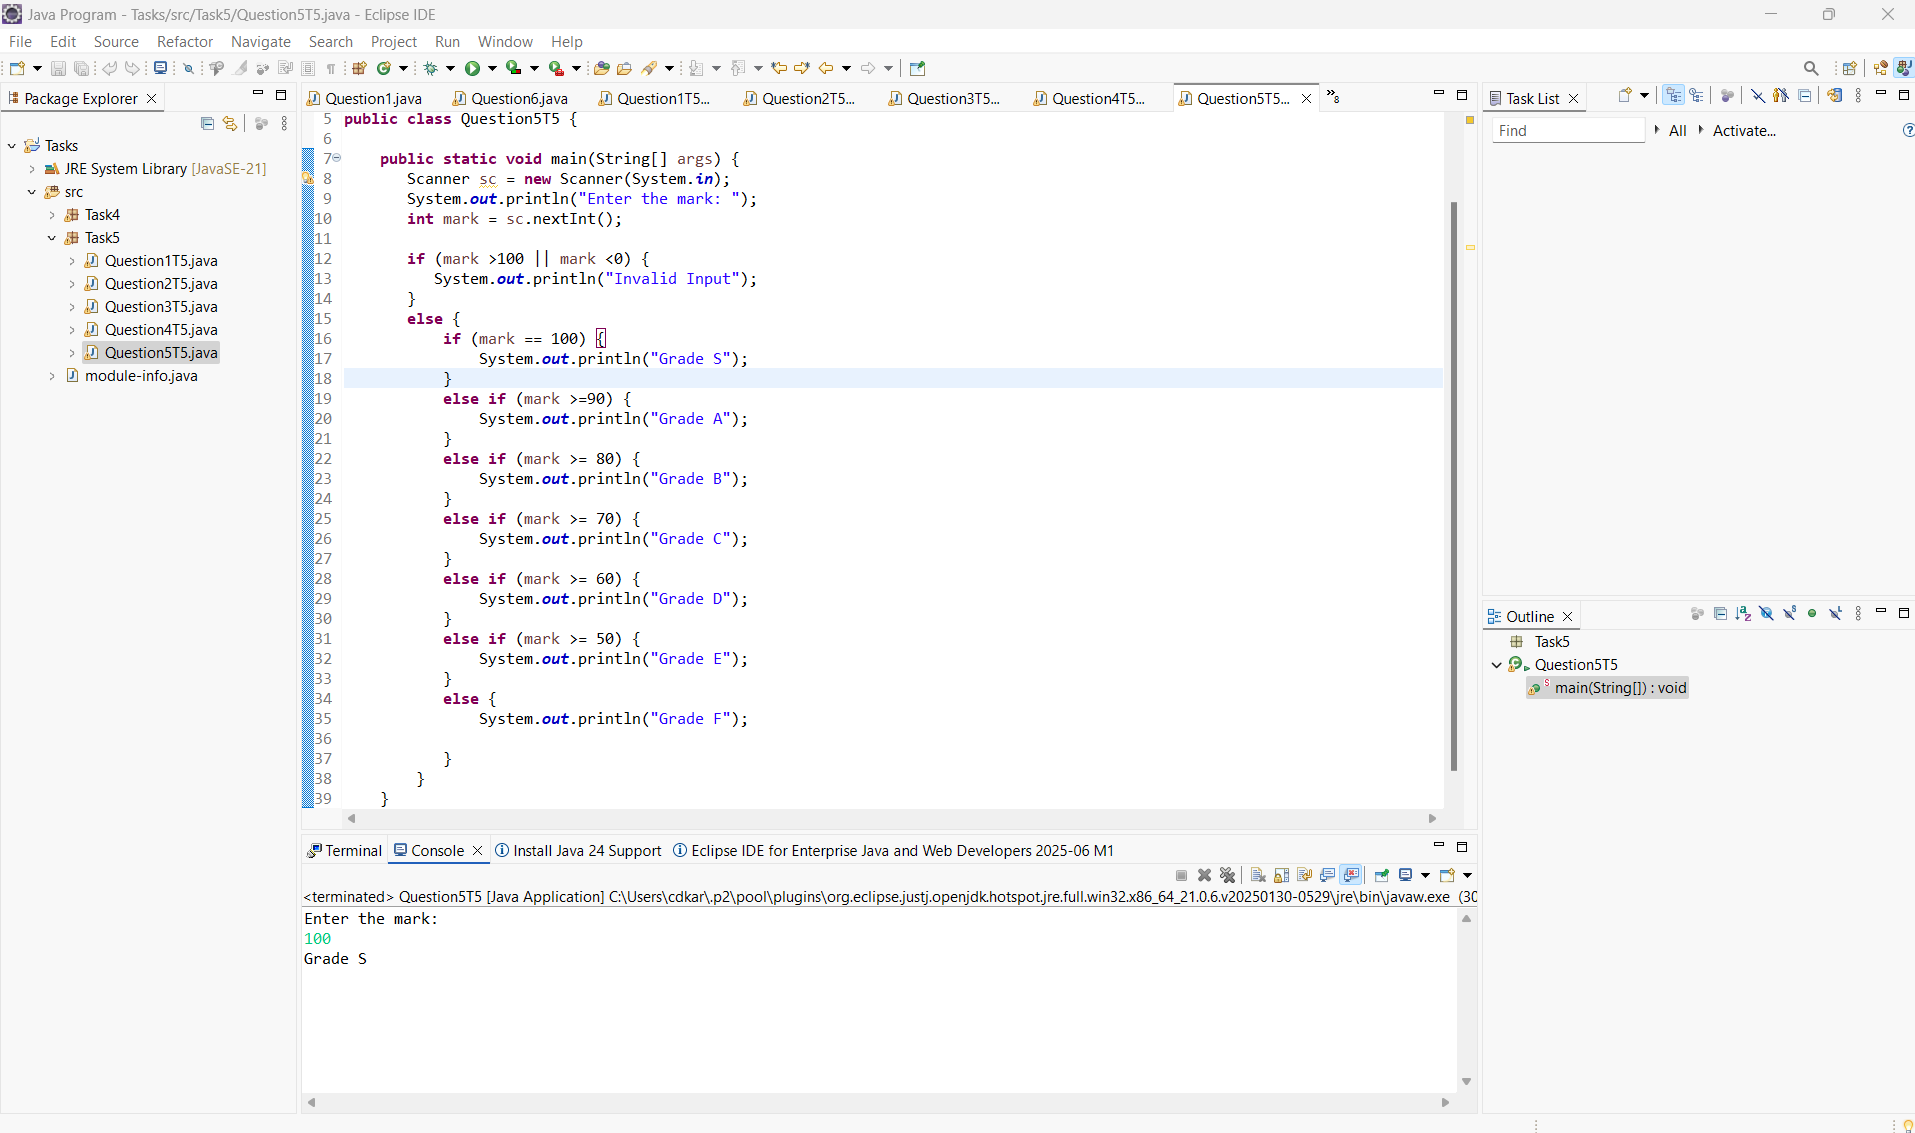 Java Program - Tasks/src/Task5/Question5T5.java - Eclipse IDE
File Edit Source Refactor Navigate Search Project Run Window Help
Package Explorer
Tasks
JRE System Library [JavaSE-21]
src
Task4
Task5
Question1T5.java
Question2T5.java
Question3T5.java
Question4T5.java
Question5T5.java
module-info.java
Question1.java Question6.java Question1T5... Question2T5... Question3T5... Question4T5... Question5T5... »8
5 public class Question5T5 {
6
7 public static void main(String[] args) {
8 Scanner sc = new Scanner(System.in);
9 System.out.println("Enter the mark: ");
10 int mark = sc.nextInt();
11
12 if (mark >100 || mark <0) {
13 System.out.println("Invalid Input");
14 }
15 else {
16 if (mark == 100) {
17 System.out.println("Grade S");
18 }
19 else if (mark >=90) {
20 System.out.println("Grade A");
21 }
22 else if (mark >= 80) {
23 System.out.println("Grade B");
24 }
25 else if (mark >= 70) {
26 System.out.println("Grade C");
27 }
28 else if (mark >= 60) {
29 System.out.println("Grade D");
30 }
31 else if (mark >= 50) {
32 System.out.println("Grade E");
33 }
34 else {
35 System.out.println("Grade F");
36
37 }
38 }
39 }
Terminal Console Install Java 24 Support Eclipse IDE for Enterprise Java and Web Developers 2025-06 M1
<terminated> Question5T5 [Java Application] C:\Users\cdkar\.p2\pool\plugins\org.eclipse.justj.openjdk.hotspot.jre.full.win32.x86_64_21.0.6.v20250130-0529\jre\bin\javaw.exe (30
Enter the mark:
100
Grade S
Task List
Find All Activate...
Outline
Task5
Question5T5
main(String[]) : void